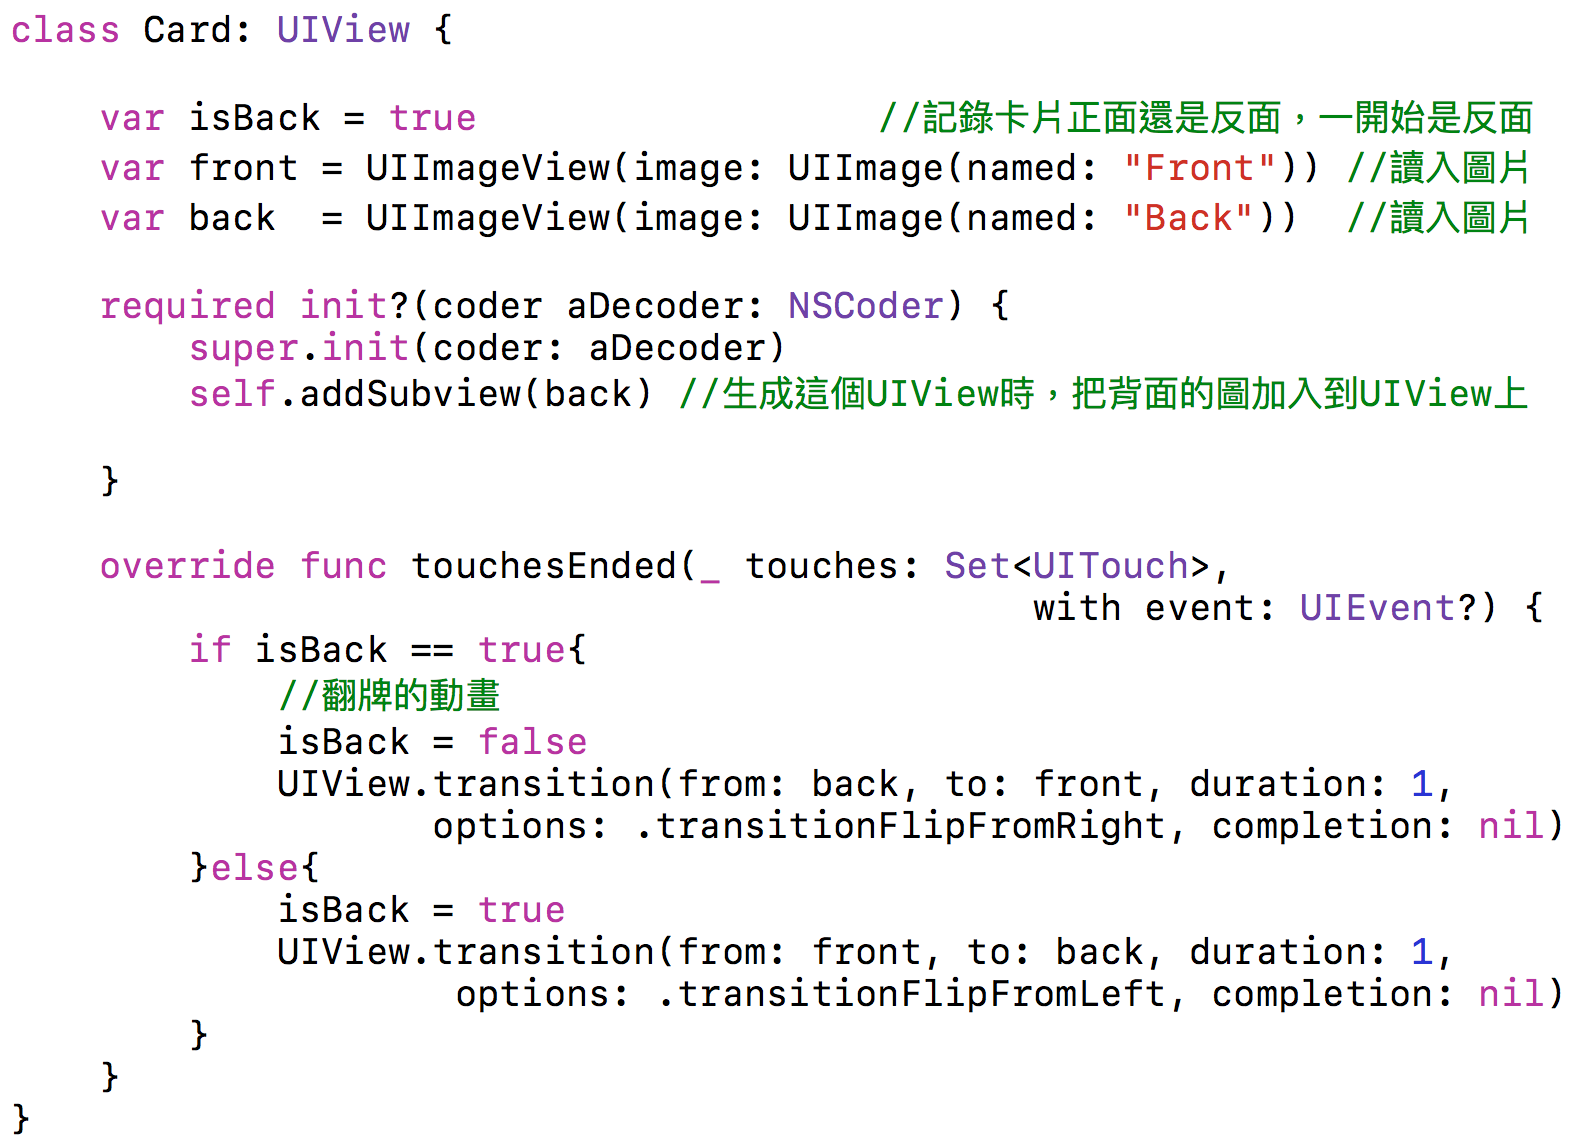 class Card: UIView {
var isBack = true //記錄卡片正面還是反面，一開始是反面
var front = UIImageView(image: UIImage(named: "Front")) //讀入圖片
var back  = UIImageView(image: UIImage(named: "Back"))  //讀入圖片
required init?(coder aDecoder: NSCoder) {
super.init(coder: aDecoder)
self.addSubview(back) //生成這個UIView時，把背面的圖加入到UIView上
}
override func touchesEnded(_ touches: Set<UITouch>,
with event: UIEvent?) {
if isBack == true{
//翻牌的動畫
isBack = false
UIView.transition(from: back, to: front, duration: 1,
options: .transitionFlipFromRight, completion: nil)
}else{
isBack = true
UIView.transition(from: front, to: back, duration: 1,
options: .transitionFlipFromLeft, completion: nil)
}
}
}